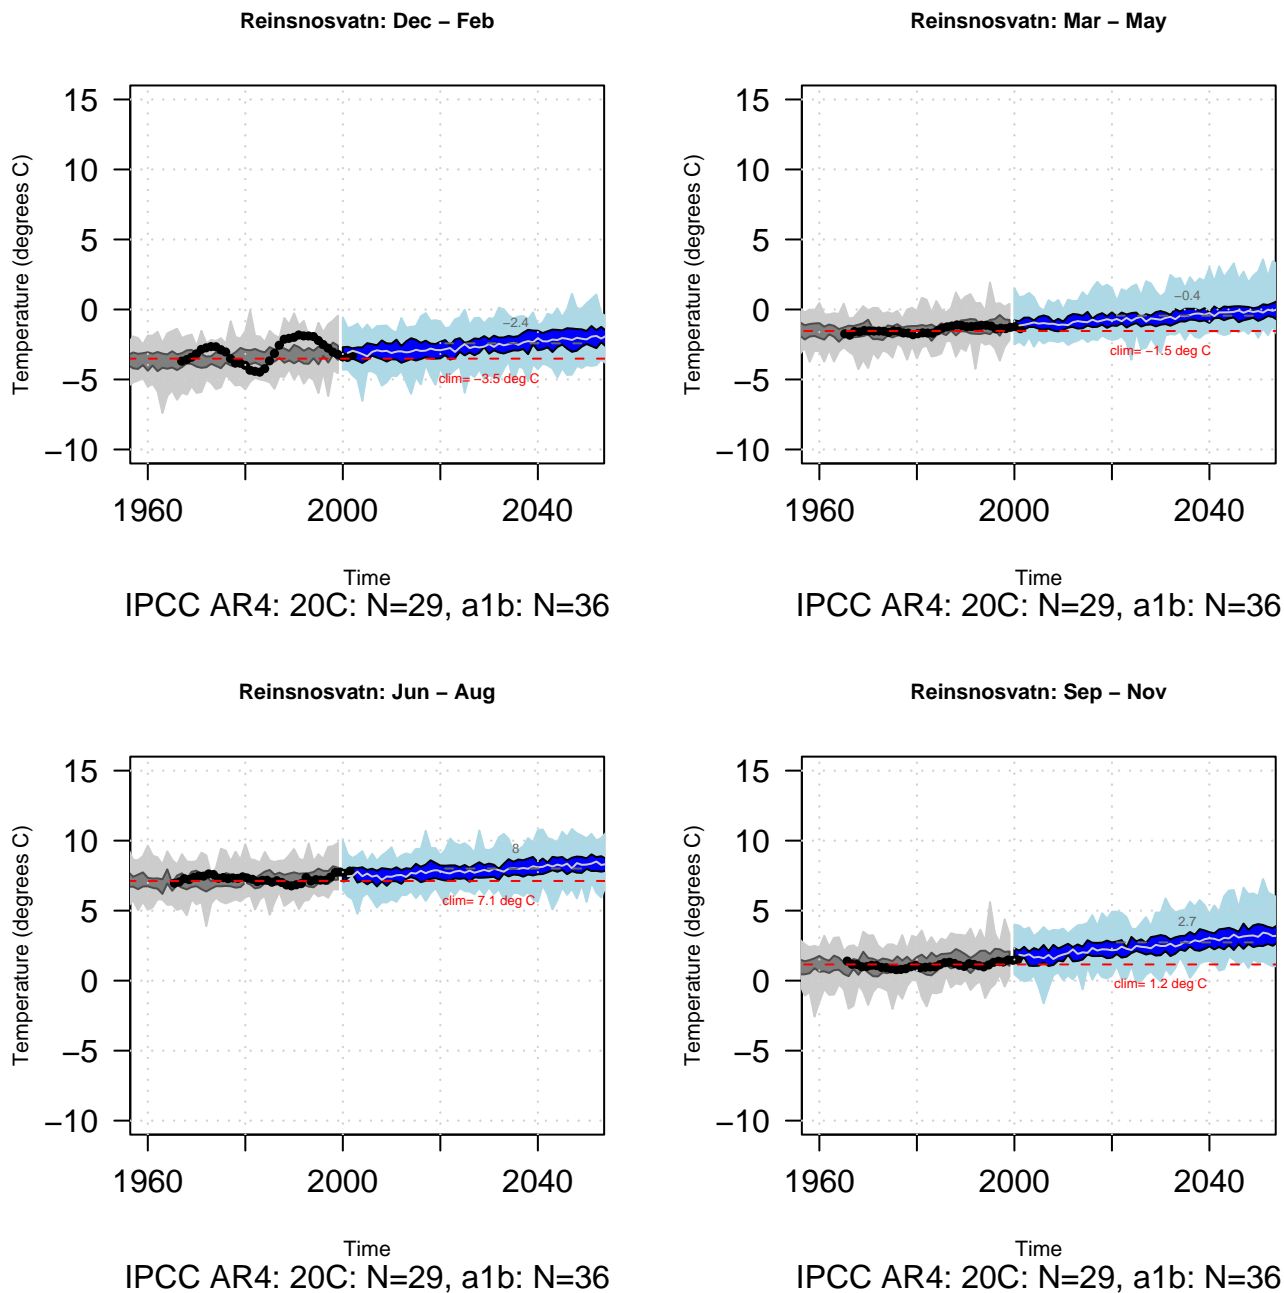 Reinsnosvatn: Dec − Feb
Temperature (degrees C)
15
10
5
0
−5
−10
−2.4
clim= −3.5 deg C
1960
2000
2040
Time
IPCC AR4: 20C: N=29, a1b: N=36
Reinsnosvatn: Mar − May
Temperature (degrees C)
15
10
5
0
−5
−10
−0.4
clim= −1.5 deg C
1960
2000
2040
Time
IPCC AR4: 20C: N=29, a1b: N=36
Reinsnosvatn: Jun − Aug
Temperature (degrees C)
15
10
5
0
−5
−10
8
clim= 7.1 deg C
1960
2000
2040
Time
IPCC AR4: 20C: N=29, a1b: N=36
Reinsnosvatn: Sep − Nov
Temperature (degrees C)
15
10
5
0
−5
−10
2.7
clim= 1.2 deg C
1960
2000
2040
Time
IPCC AR4: 20C: N=29, a1b: N=36